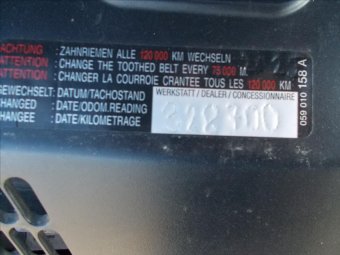 ACHTUNG : ZAHNRIEMEN ALLE 120 000 KM WECHSELN
ATTENTION : CHANGE THE TOOTHED BELT EVERY 75 000 M.
ATTENTION : CHANGER LA COURROIE CRANTEE TOUS LES 120 000 KM
GEWECHSELT: DATUM/TACHOSTAND
CHANGED : DATE/ODOM.READING
CHANGEE : DATE/KILOMETRAGE
WERKSTATT / DEALER / CONCESSIONNAIRE
059 010 158 A